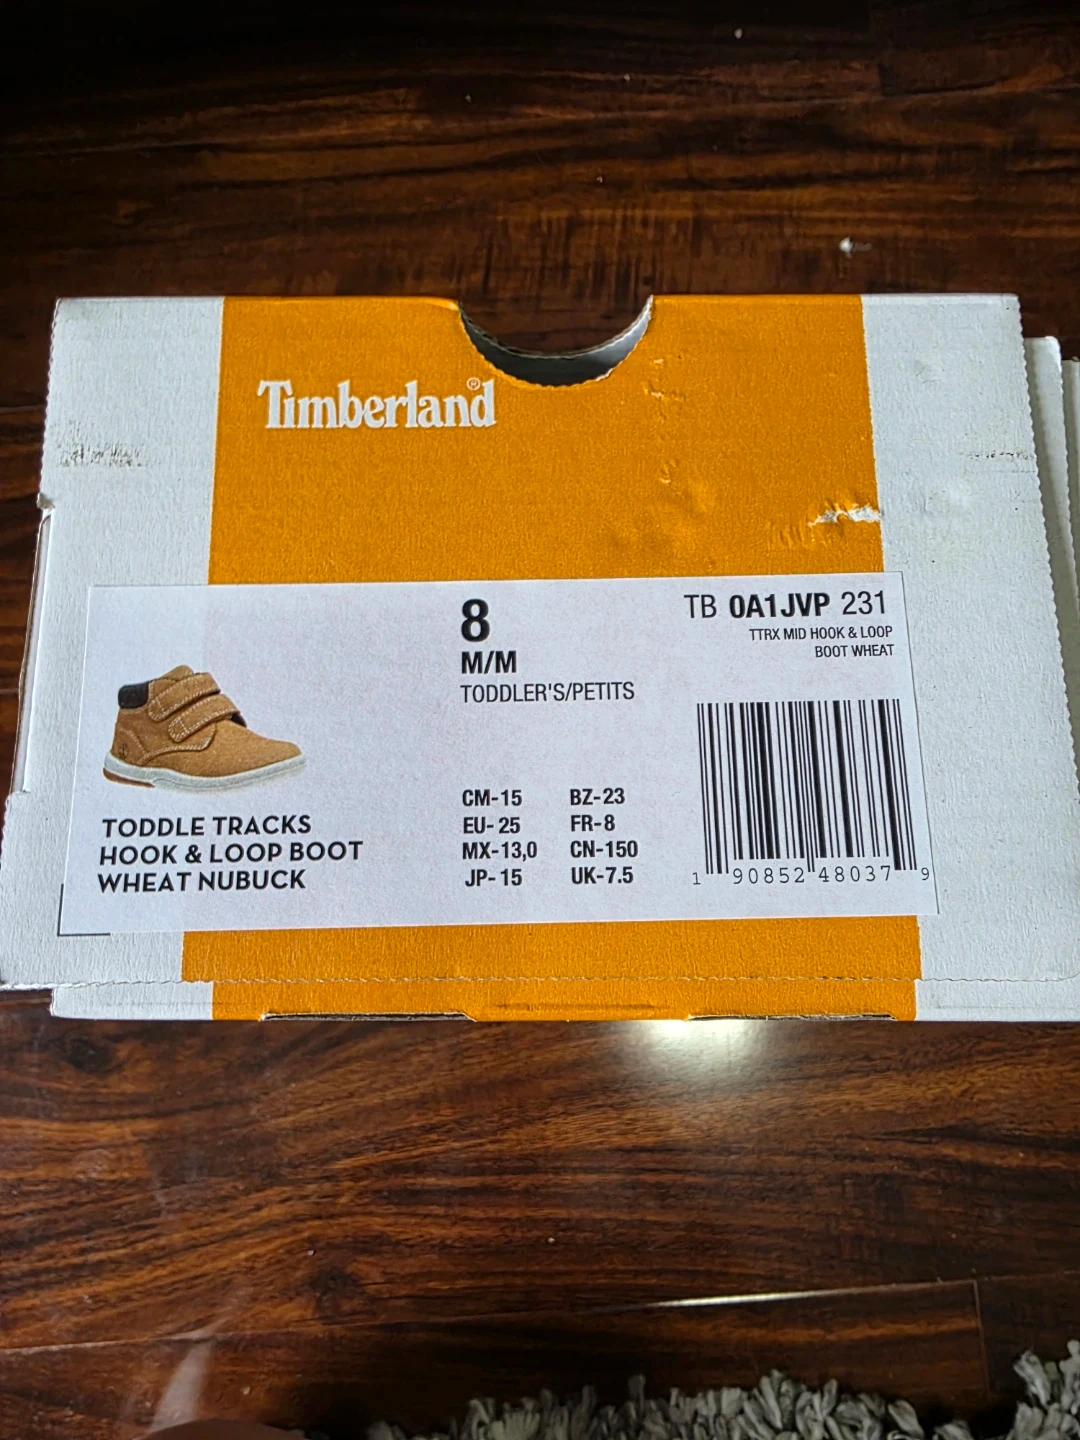 Timberland®
8
M/M
TODDLER'S/PETITS
TB 0A1JVP 231
TTRX MID HOOK & LOOP
BOOT WHEAT
TODDLE TRACKS
HOOK & LOOP BOOT
WHEAT NUBUCK
CM-15 BZ-23
EU-25 FR-8
MX-13,0 CN-150
JP-15 UK-7.5
1 90852 48037 9